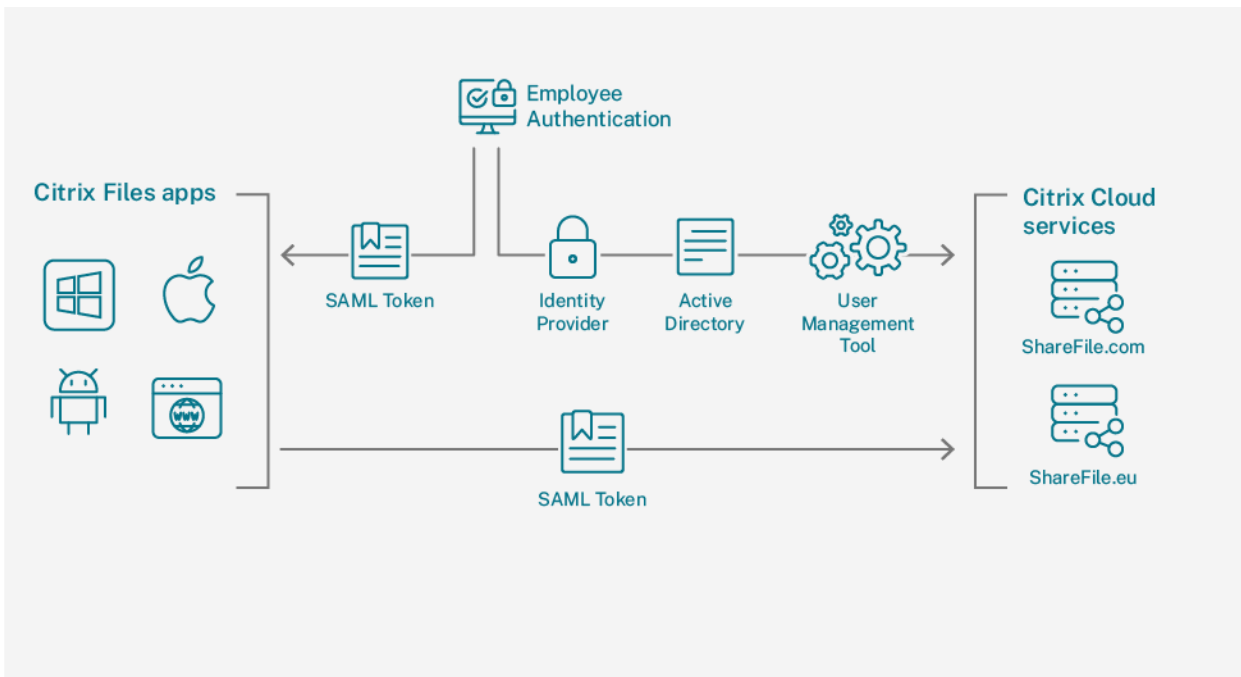 Employee
Authentication
Citrix Files apps
Citrix Cloud
services
SAML Token
Identity
Provider
Active
Directory
User
Management
Tool
ShareFile.com
WWW
ShareFile.eu
SAML Token